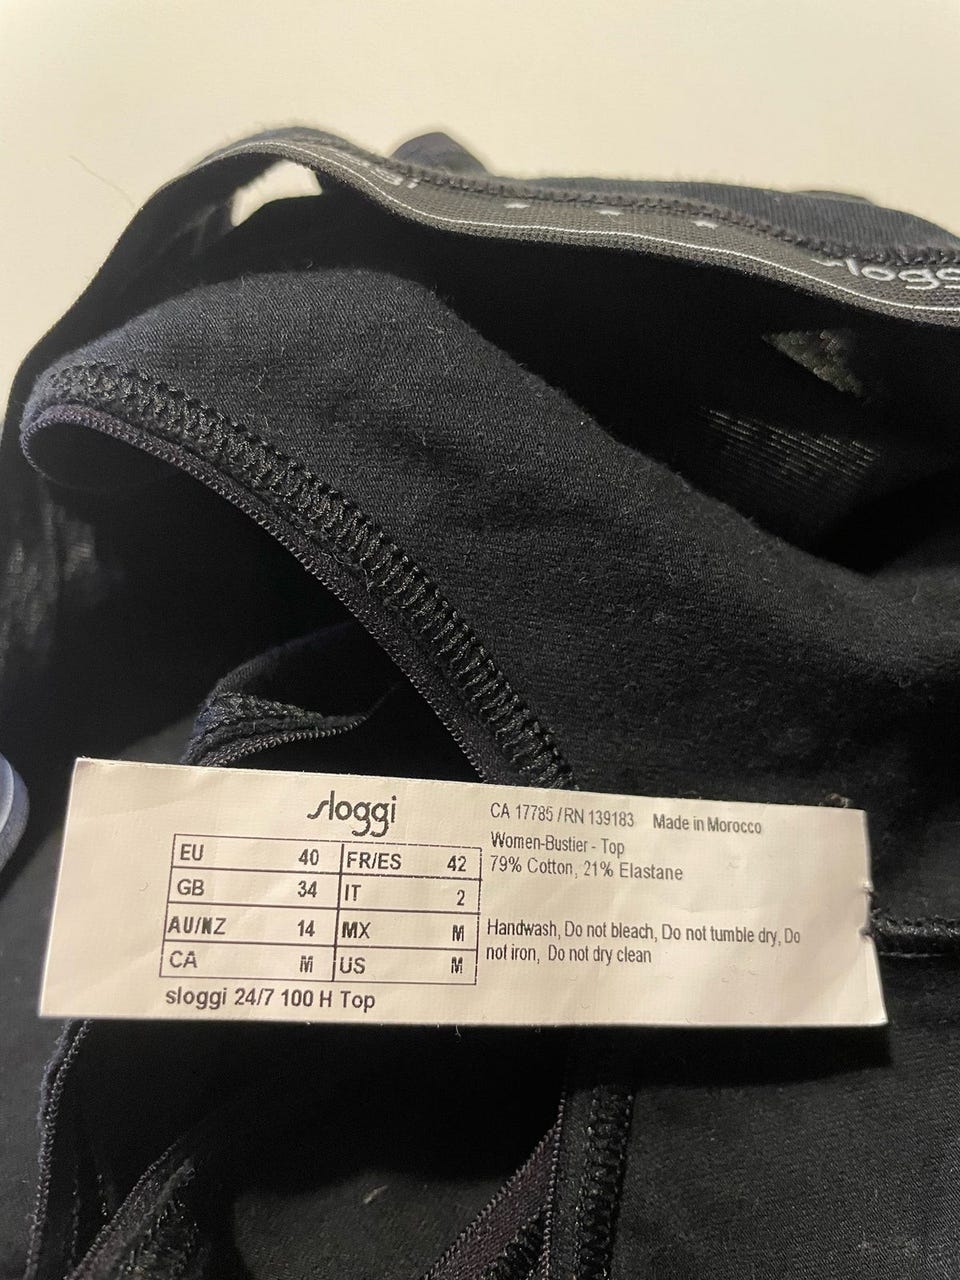 sloggi
sloggi
EU 40 FR/ES 42
GB 34 IT 2
AU/NZ 14 MX M
CA M US M
sloggi 24/7 100 H Top
CA 17785 /RN 139183 Made in Morocco
Women-Bustier - Top
79% Cotton, 21% Elastane
Handwash, Do not bleach, Do not tumble dry, Do
not iron, Do not dry clean